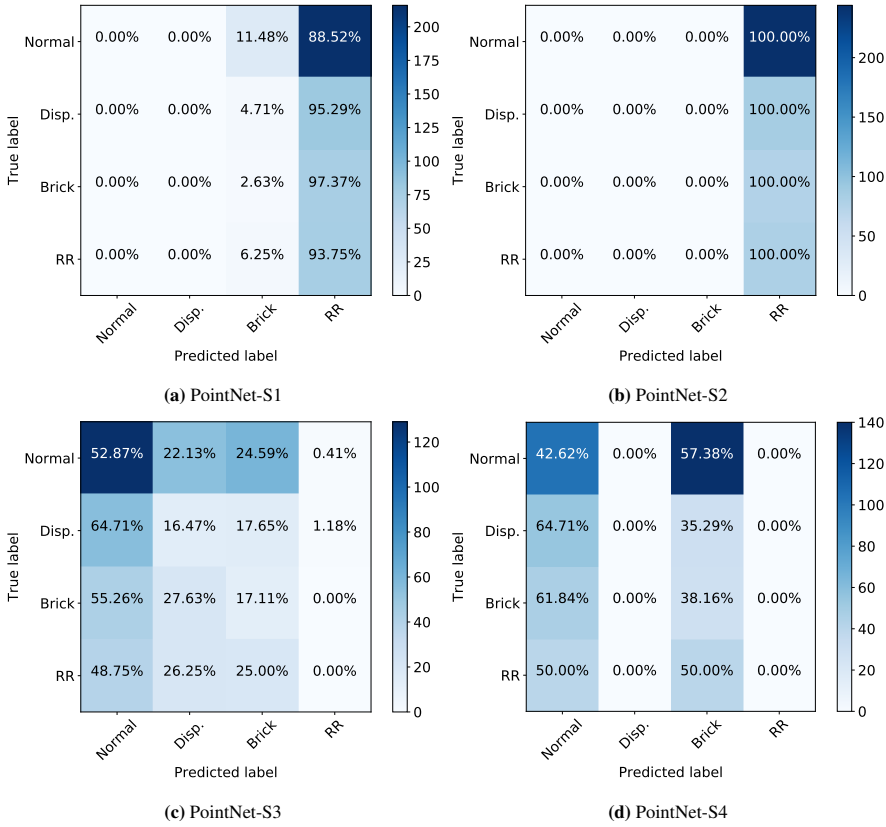 Normal 0.00% 0.00% 11.48% 88.52%
Disp. 0.00% 0.00% 4.71% 95.29%
Brick 0.00% 0.00% 2.63% 97.37%
RR 0.00% 0.00% 6.25% 93.75%
True label
Normal Disp. Brick RR
Predicted label
200
175
150
125
100
75
50
25
0
(a) PointNet-S1
Normal 0.00% 0.00% 0.00% 100.00%
Disp. 0.00% 0.00% 0.00% 100.00%
Brick 0.00% 0.00% 0.00% 100.00%
RR 0.00% 0.00% 0.00% 100.00%
True label
Normal Disp. Brick RR
Predicted label
200
150
100
50
0
(b) PointNet-S2
Normal 52.87% 22.13% 24.59% 0.41%
Disp. 64.71% 16.47% 17.65% 1.18%
Brick 55.26% 27.63% 17.11% 0.00%
RR 48.75% 26.25% 25.00% 0.00%
True label
Normal Disp. Brick RR
Predicted label
120
100
80
60
40
20
0
(c) PointNet-S3
Normal 42.62% 0.00% 57.38% 0.00%
Disp. 64.71% 0.00% 35.29% 0.00%
Brick 61.84% 0.00% 38.16% 0.00%
RR 50.00% 0.00% 50.00% 0.00%
True label
Normal Disp. Brick RR
Predicted label
140
120
100
80
60
40
20
0
(d) PointNet-S4